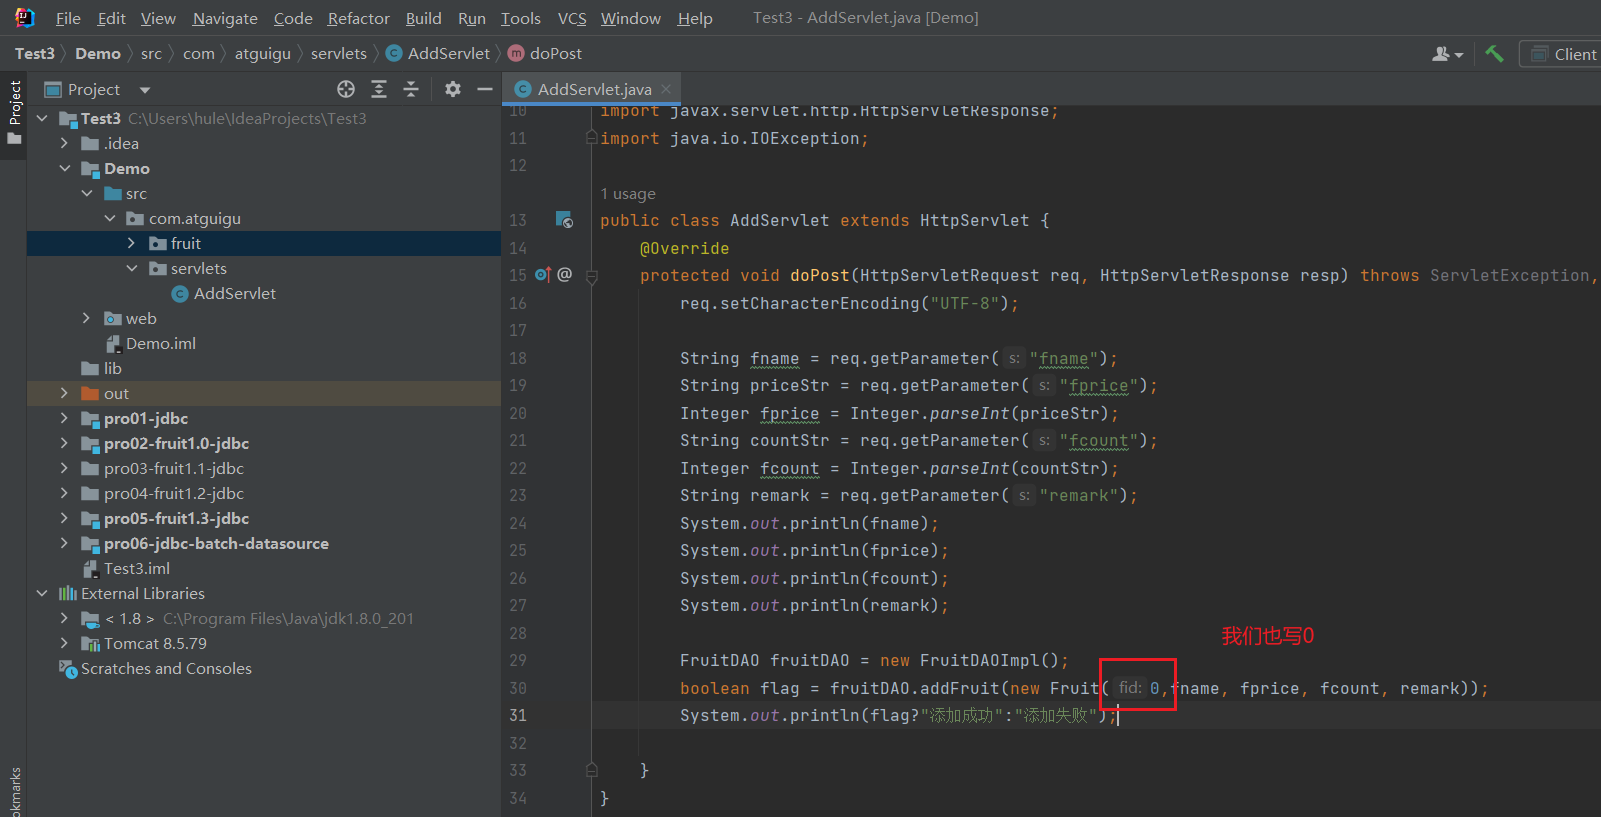 File Edit View Navigate Code Refactor Build Run Tools VCS Window Help Test3 - AddServlet.java [Demo]
Test3 Demo src com atguigu servlets C AddServlet m doPost Client
Project
Project
AddServlet.java
Test3 C:\Users\hule\IdeaProjects\Test3
.idea
Demo
src
com.atguigu
fruit
servlets
AddServlet
web
Demo.iml
lib
out
pro01-jdbc
pro02-fruit1.0-jdbc
pro03-fruit1.1-jdbc
pro04-fruit1.2-jdbc
pro05-fruit1.3-jdbc
pro06-jdbc-batch-datasource
Test3.iml
External Libraries
< 1.8 > C:\Program Files\Java\jdk1.8.0_201
Tomcat 8.5.79
Scratches and Consoles
okmarks
10 import javax.servlet.http.HttpServletResponse;
11 import java.io.IOException;
12
1 usage
13 public class AddServlet extends HttpServlet {
14 @Override
15 protected void doPost(HttpServletRequest req, HttpServletResponse resp) throws ServletException,
16 req.setCharacterEncoding("UTF-8");
17
18 String fname = req.getParameter( s: "fname");
19 String priceStr = req.getParameter( s: "fprice");
20 Integer fprice = Integer.parseInt(priceStr);
21 String countStr = req.getParameter( s: "fcount");
22 Integer fcount = Integer.parseInt(countStr);
23 String remark = req.getParameter( s: "remark");
24 System.out.println(fname);
25 System.out.println(fprice);
26 System.out.println(fcount);
27 System.out.println(remark);
28
我们也写0
29 FruitDAO fruitDAO = new FruitDAOImpl();
30 boolean flag = fruitDAO.addFruit(new Fruit( fid: 0,fname, fprice, fcount, remark));
31 System.out.println(flag?"添加成功":"添加失败");
32
33 }
34 }